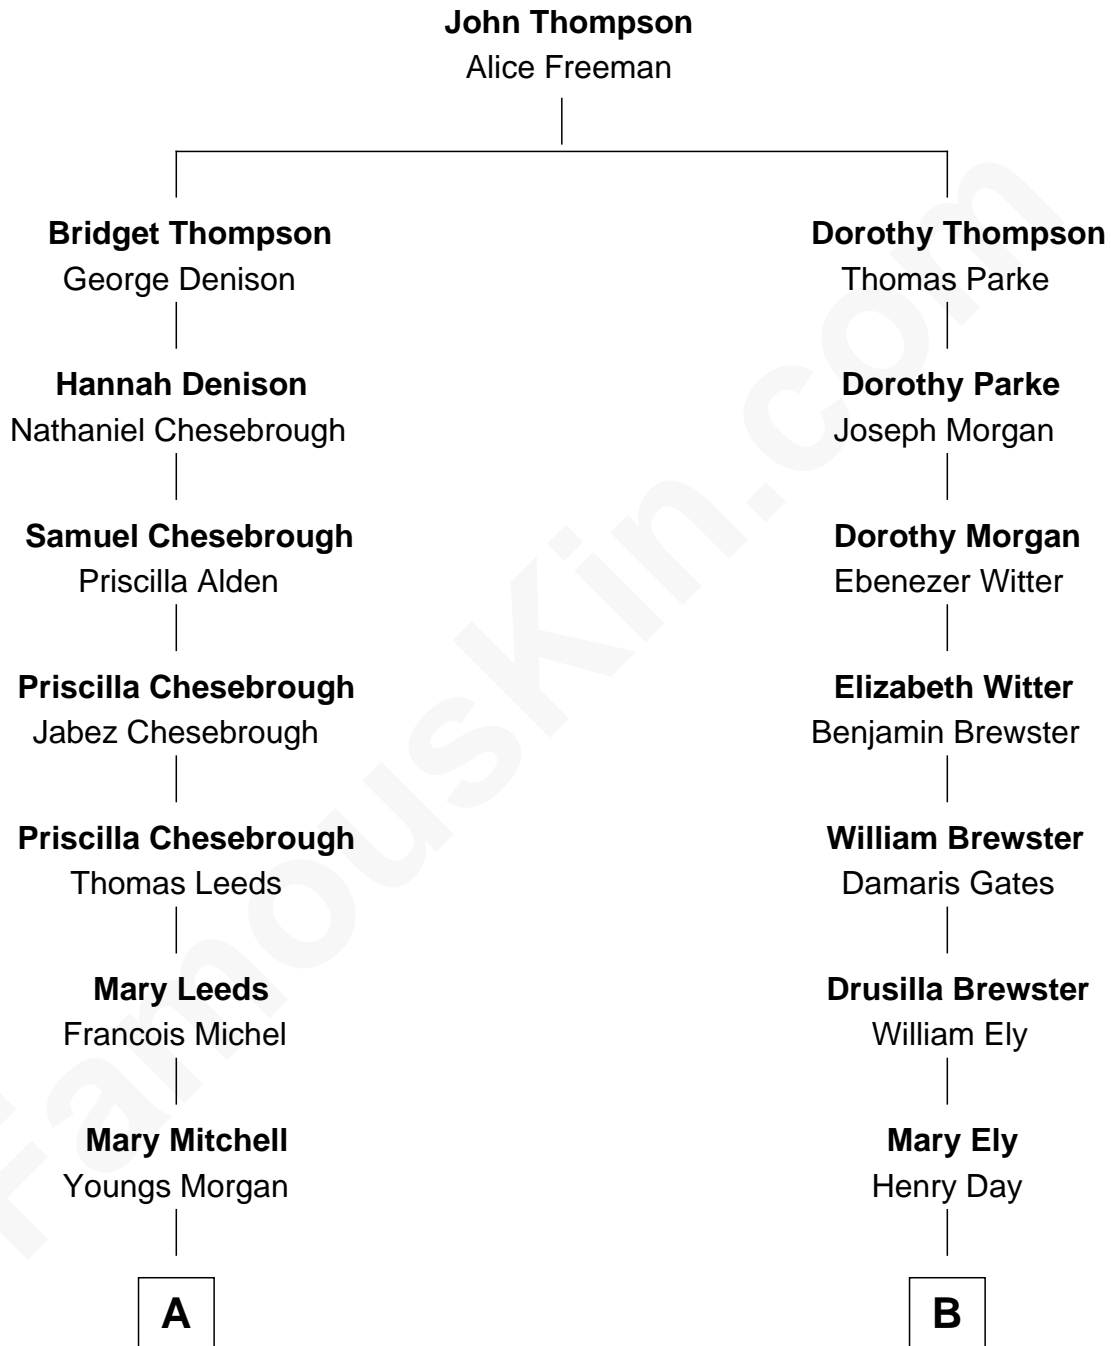 John Thompson
Alice Freeman
Bridget Thompson
George Denison
Dorothy Thompson
Thomas Parke
Hannah Denison
Nathaniel Chesebrough
Dorothy Parke
Joseph Morgan
Samuel Chesebrough
Priscilla Alden
Dorothy Morgan
Ebenezer Witter
Priscilla Chesebrough
Jabez Chesebrough
Elizabeth Witter
Benjamin Brewster
Priscilla Chesebrough
Thomas Leeds
William Brewster
Damaris Gates
Mary Leeds
Francois Michel
Drusilla Brewster
William Ely
Mary Mitchell
Youngs Morgan
Mary Ely
Henry Day
A
B
FamousKin.com